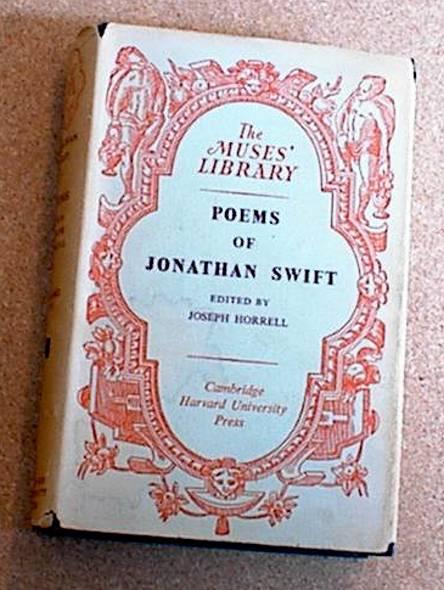 The
MUSES'
LIBRARY
POEMS
OF
JONATHAN SWIFT
EDITED BY
JOSEPH HORRELL
Cambridge
Harvard University
Press